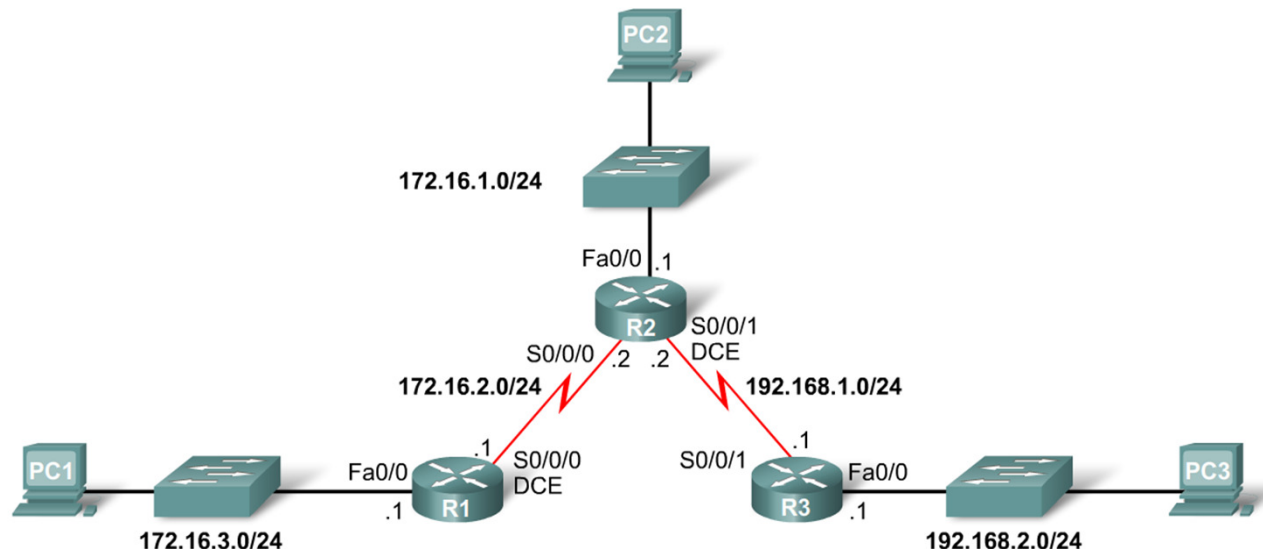 PC2
172.16.1.0/24
Fa0/0
.1
R2
S0/0/1
DCE
S0/0/0
.2
.2
172.16.2.0/24
192.168.1.0/24
PC1
Fa0/0
.1
.1
S0/0/0
DCE
R1
172.16.3.0/24
S0/0/1
.1
R3
Fa0/0
.1
PC3
192.168.2.0/24